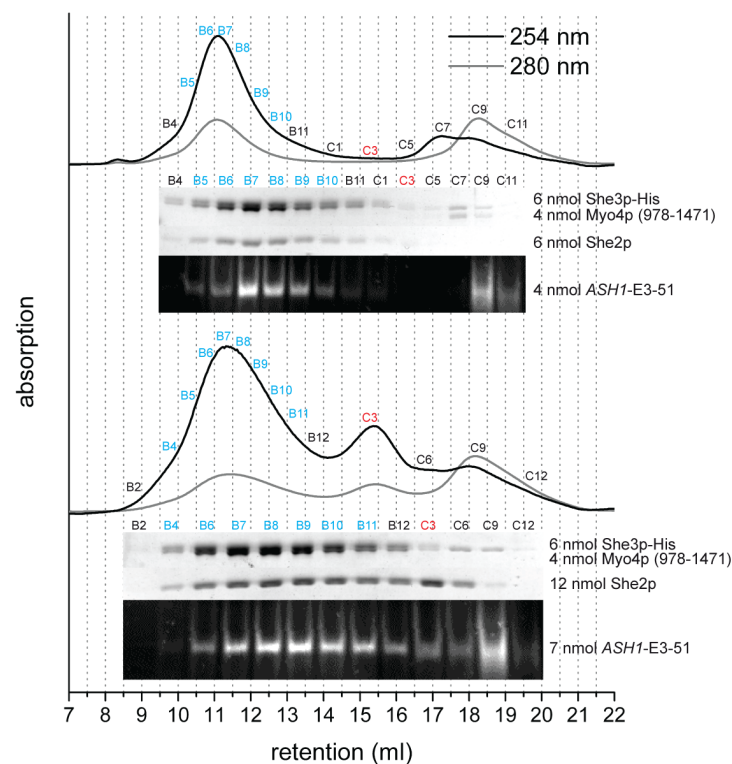 254 nm
280 nm
B6 B7
B8
B5
B9
B10
B4
B11
C1
C3
C5
C7
C9
C11
B4 B5 B6 B7 B8 B9 B10 B11 C1 C3 C5 C7 C9 C11
6 nmol She3p-His
4 nmol Myo4p (978-1471)
6 nmol She2p
4 nmol ASH1-E3-51
absorption
B7
B6
B8
B9
B5
B10
B11
B4
B12
B2
C3
C6
C9
C12
B2 B4 B6 B7 B8 B9 B10 B11 B12 C3 C6 C9 C12
6 nmol She3p-His
4 nmol Myo4p (978-1471)
12 nmol She2p
7 nmol ASH1-E3-51
7 8 9 10 11 12 13 14 15 16 17 18 19 20 21 22
retention (ml)